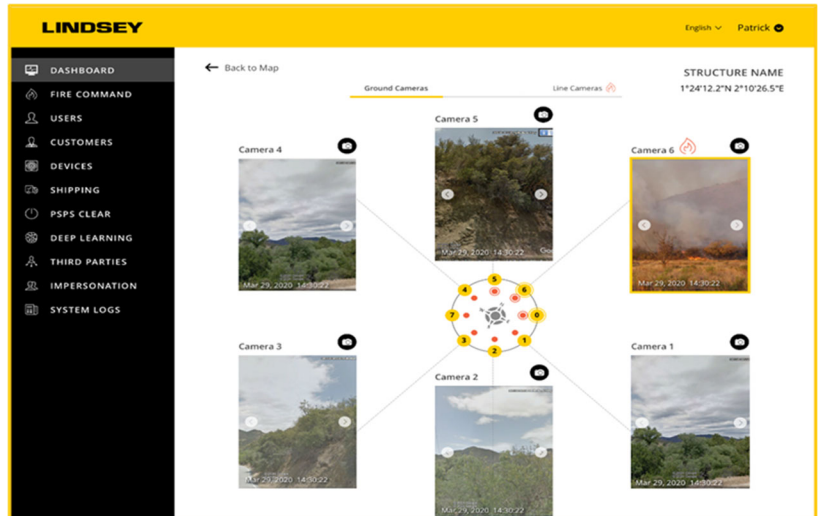 LINDSEY
English
Patrick
DASHBOARD
FIRE COMMAND
USERS
CUSTOMERS
DEVICES
SHIPPING
PSPS CLEAR
DEEP LEARNING
THIRD PARTIES
IMPERSONATION
SYSTEM LOGS
Back to Map
Ground Cameras
Line Cameras
STRUCTURE NAME
1°24'12.2"N 2°10'26.5"E
Camera 4
Mar 29, 2020 14:30:22
Camera 5
Mar 29, 2020 14:30:22
Camera 6
Mar 29, 2020 14:30:22
5
4
6
7
0
3
1
2
Camera 3
Mar 29, 2020 14:30:22
Camera 2
Mar 29, 2020 14:30:22
Camera 1
Mar 29, 2020 14:30:22